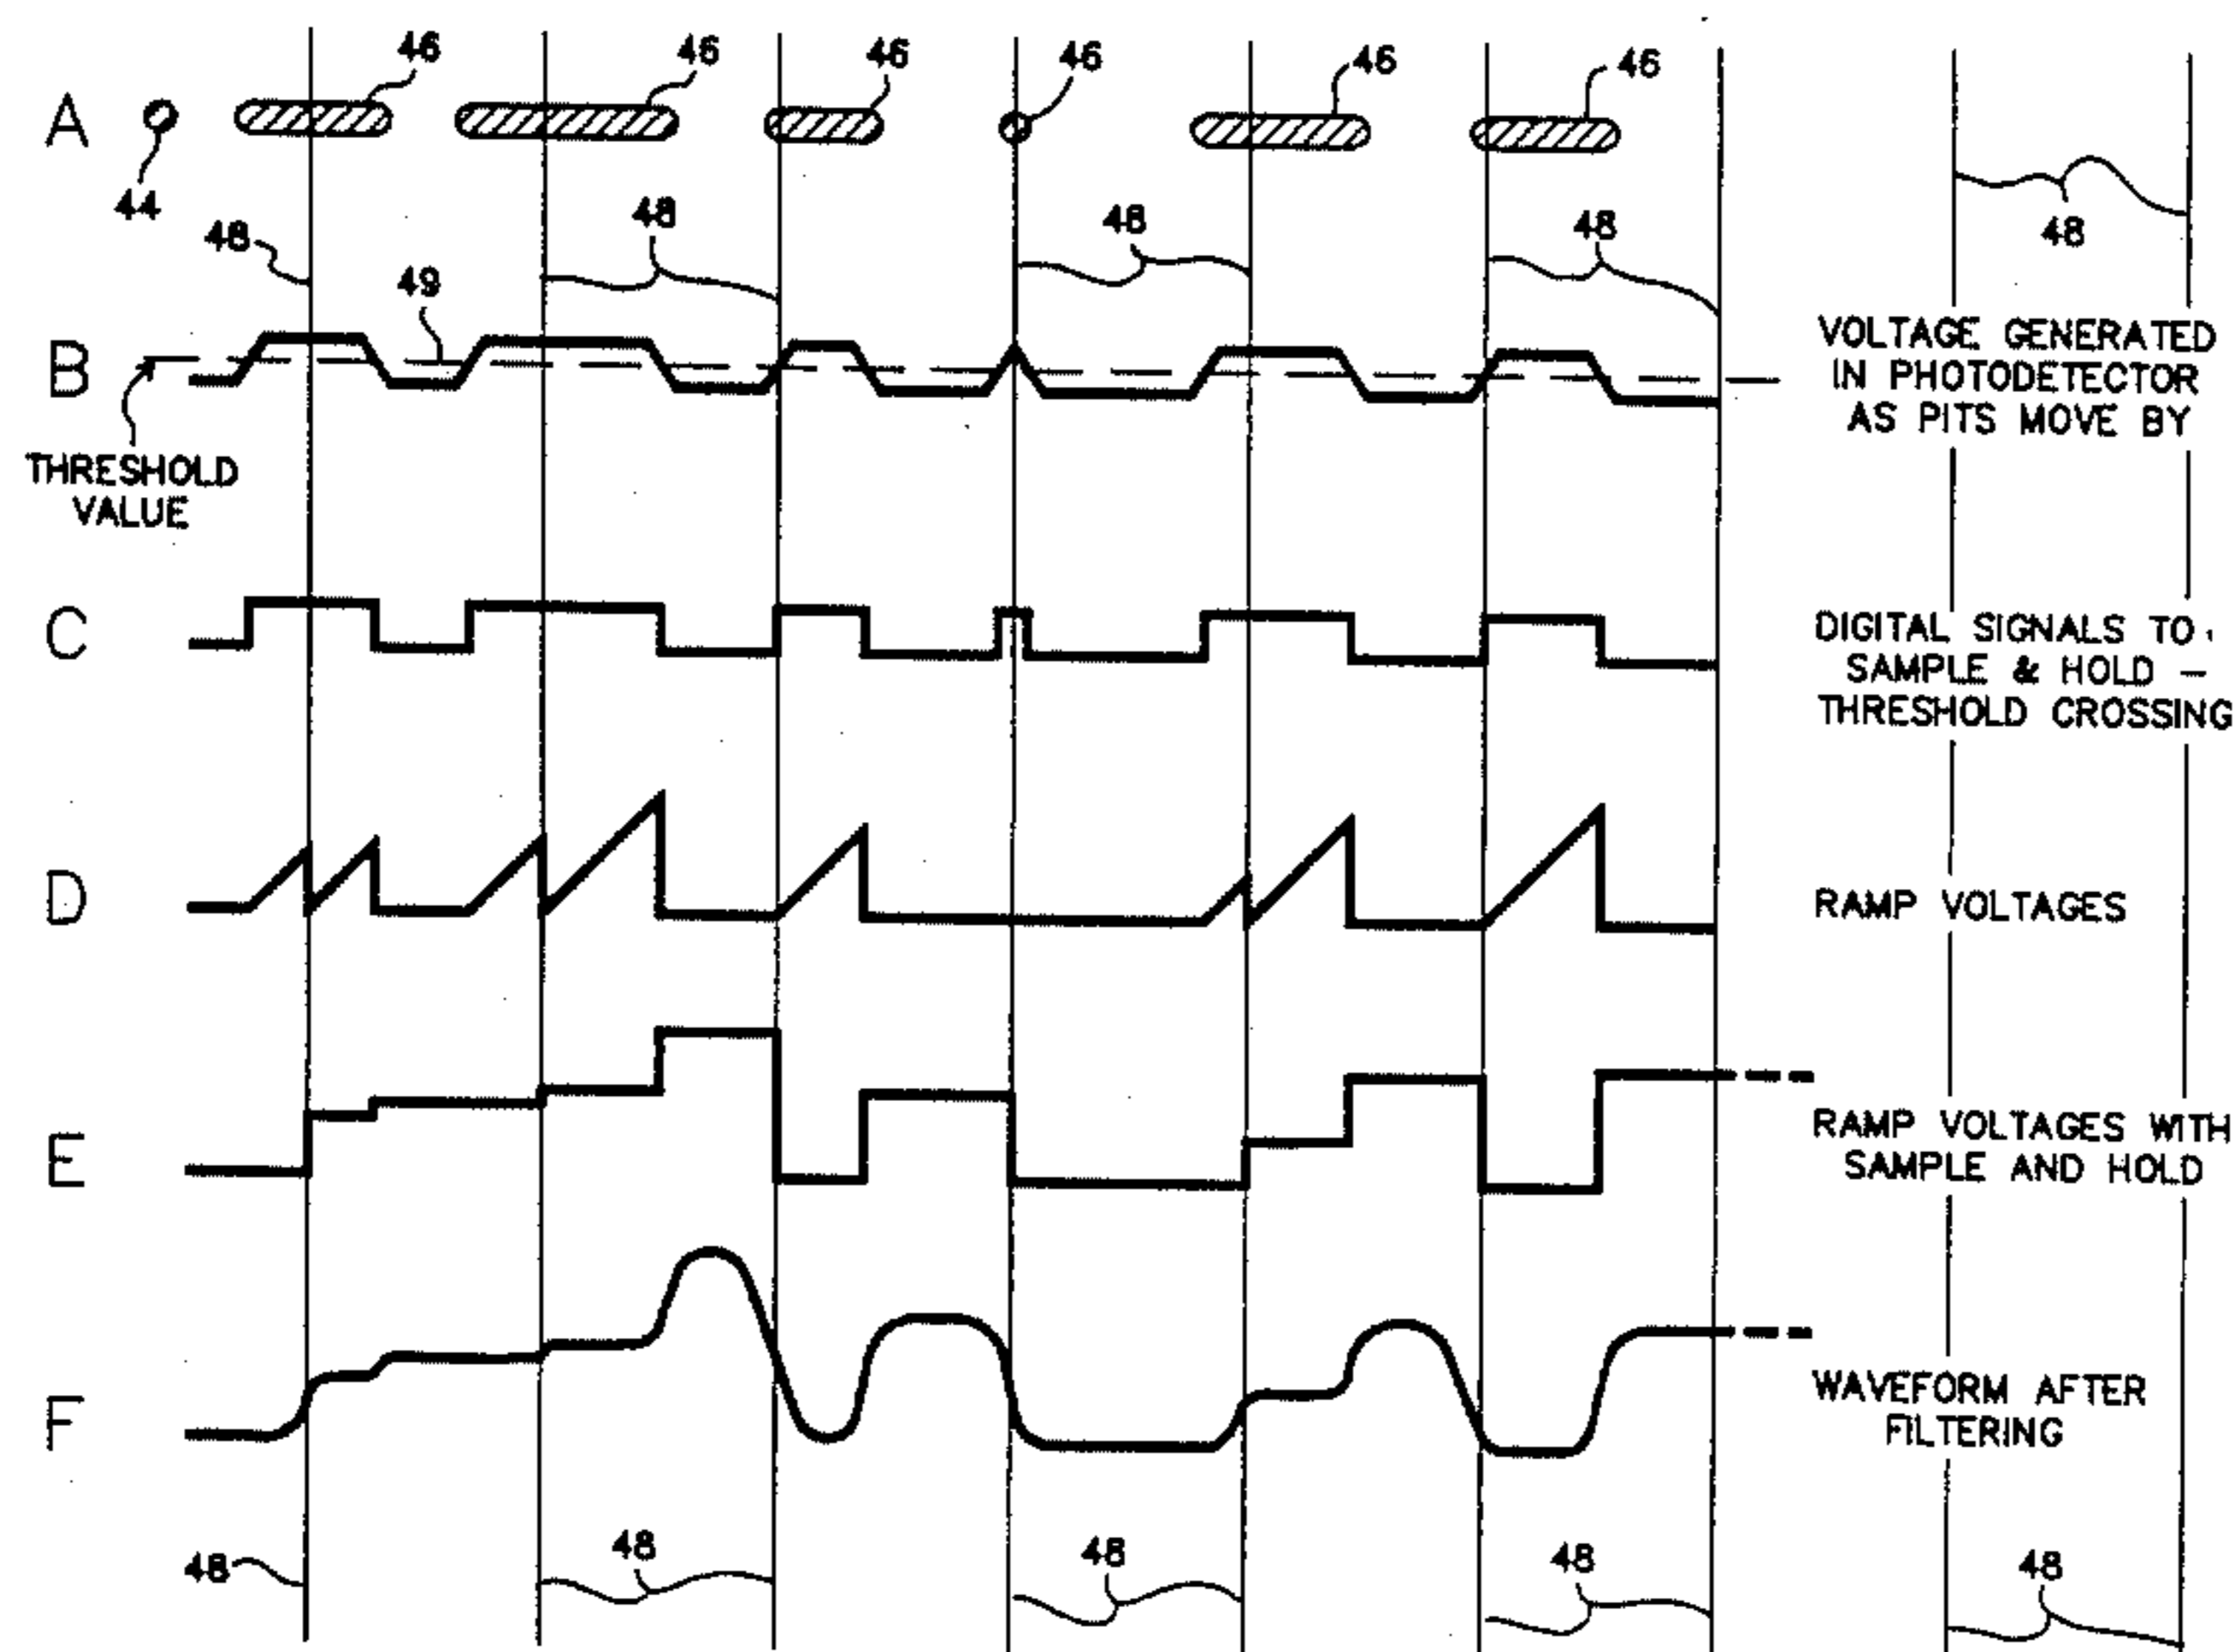 46 46 46 46 46 46
A
44
48 48 48 48 48
49
B
VOLTAGE GENERATED
IN PHOTODETECTOR
AS PITS MOVE BY
THRESHOLD
VALUE
C
DIGITAL SIGNALS TO
SAMPLE & HOLD –
THRESHOLD CROSSING
D
RAMP VOLTAGES
E
RAMP VOLTAGES WITH
SAMPLE AND HOLD
F
WAVEFORM AFTER
FILTERING
48 48 48 48 48